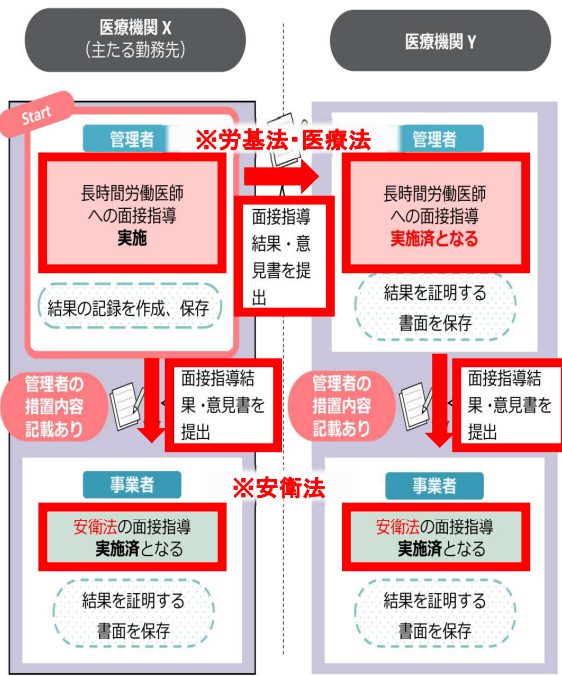 医療機関 X
（主たる勤務先）
医療機関 Y
Start
管理者
※労基法･医療法
管理者
長時間労働医師
への面接指導
実施
面接指導
結果・意
見書を提
出
長時間労働医師
への面接指導
実施済となる
結果の記録を作成、保存
結果を証明する
書面を保存
管理者の
措置内容
記載あり
面接指導結
果・意見書を
提出
管理者の
措置内容
記載あり
面接指導結
果・意見書を
提出
事業者
※安衛法
事業者
安衛法の面接指導
実施済となる
安衛法の面接指導
実施済となる
結果を証明する
書面を保存
結果を証明する
書面を保存